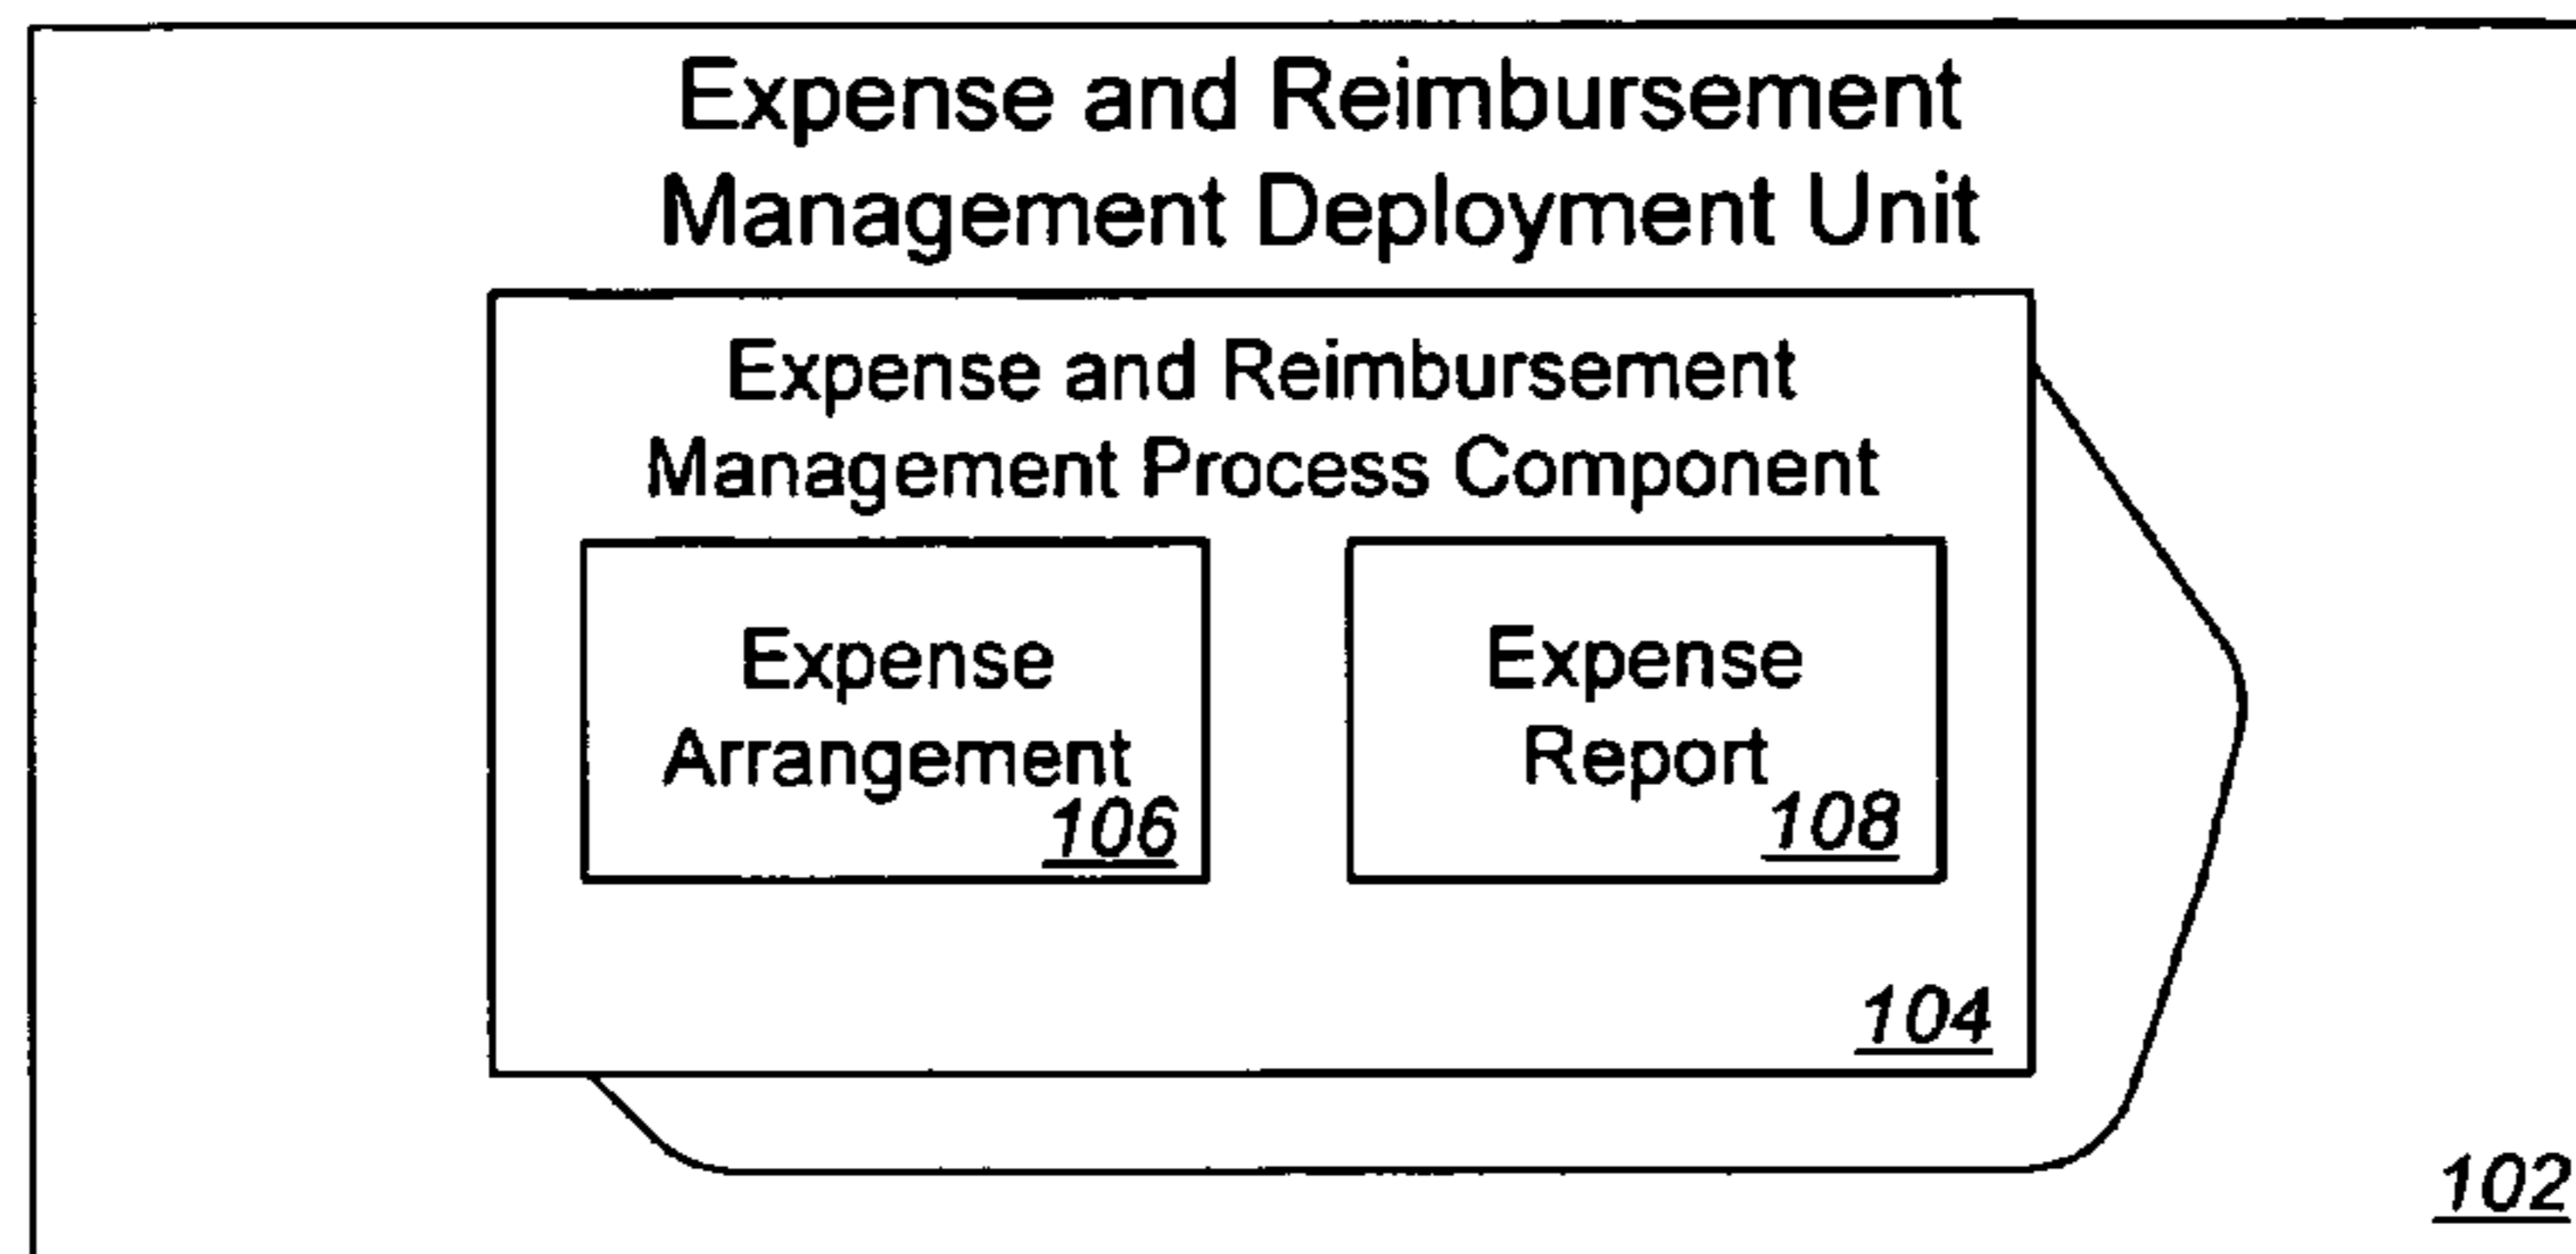 Expense and Reimbursement
Management Deployment Unit
Expense and Reimbursement
Management Process Component
Expense
Arrangement
106
Expense
Report
108
104
102